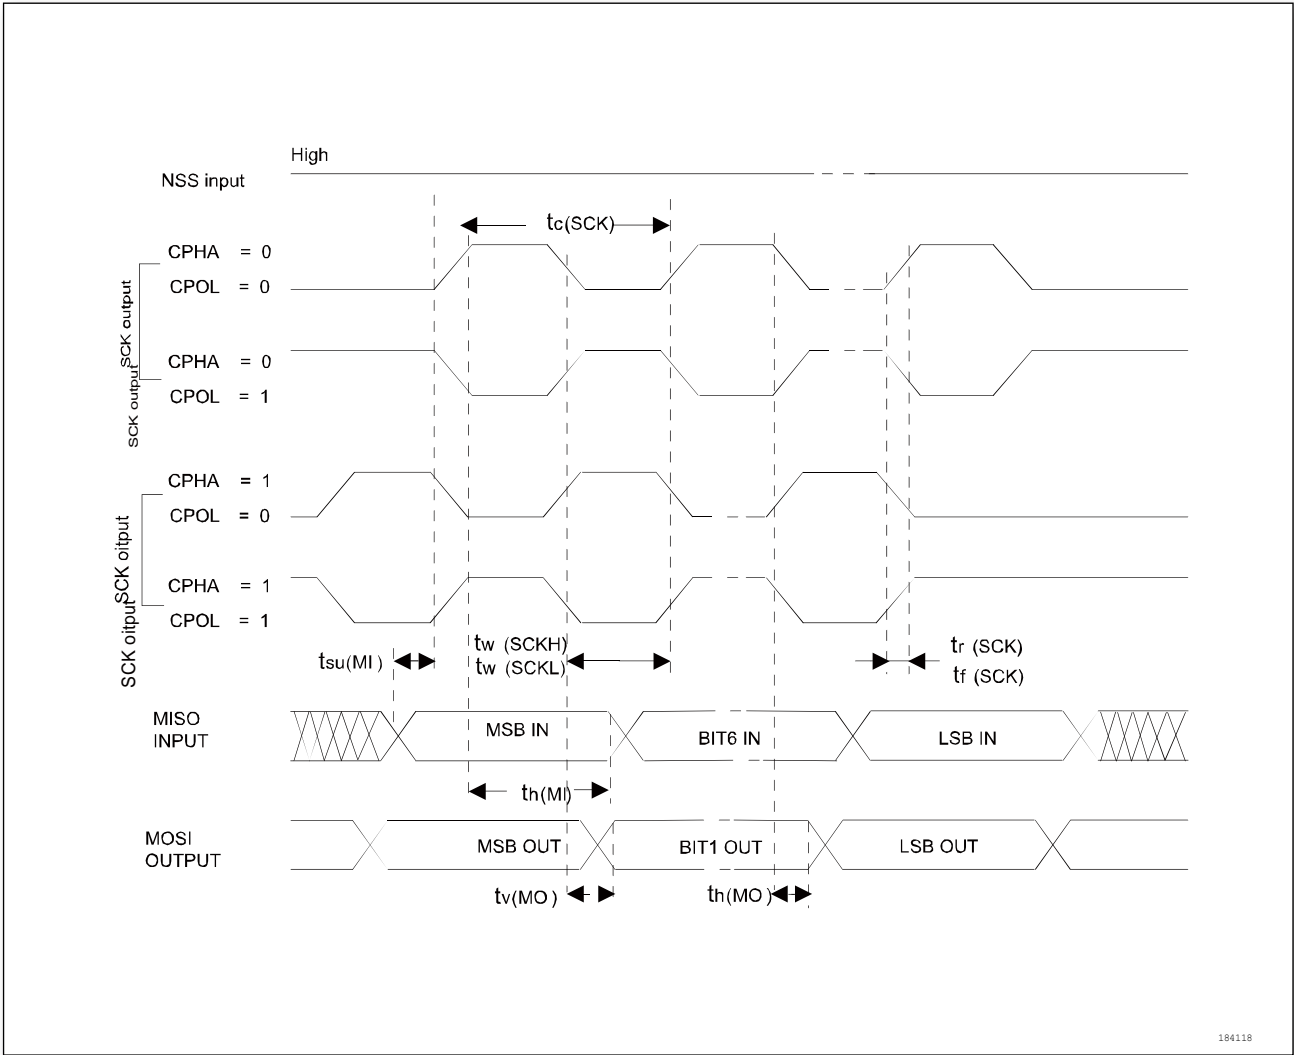 High
NSS input
tc(SCK)
CPHA = 0
CPOL = 0
SCK output
CPHA = 0
CPOL = 1
SCK output
CPHA = 1
CPOL = 0
SCK oitput
CPHA = 1
CPOL = 1
SCK oitput
tsu(MI)
tw (SCKH)
tw (SCKL)
tr (SCK)
tf (SCK)
MISO
INPUT
MSB IN
BIT6 IN
LSB IN
th(MI)
MOSI
OUTPUT
MSB OUT
BIT1 OUT
LSB OUT
tv(MO)
th(MO)
184118